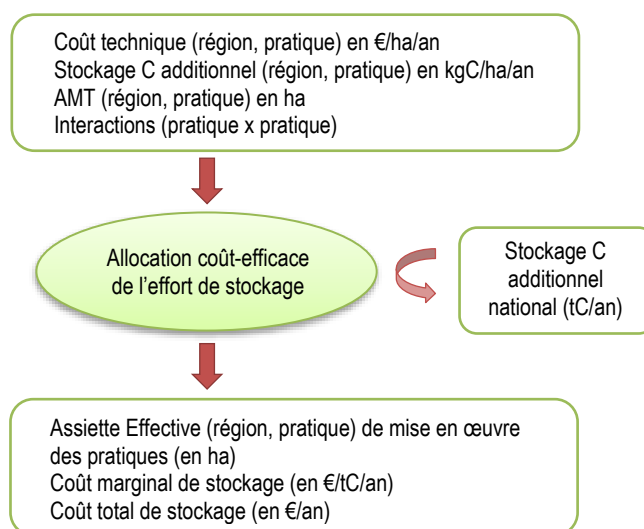 Coût technique (région, pratique) en €/ha/an
Stockage C additionnel (région, pratique) en kgC/ha/an
AMT (région, pratique) en ha
Interactions (pratique x pratique)
Allocation coût-efficace
de l'effort de stockage
Stockage C
additionnel
national (tC/an)
Assiette Effective (région, pratique) de mise en œuvre
des pratiques (en ha)
Coût marginal de stockage (en €/tC/an)
Coût total de stockage (en €/an)